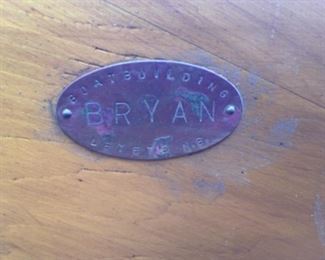 BOATBUILDING
BRYAN
LETETE N.B.